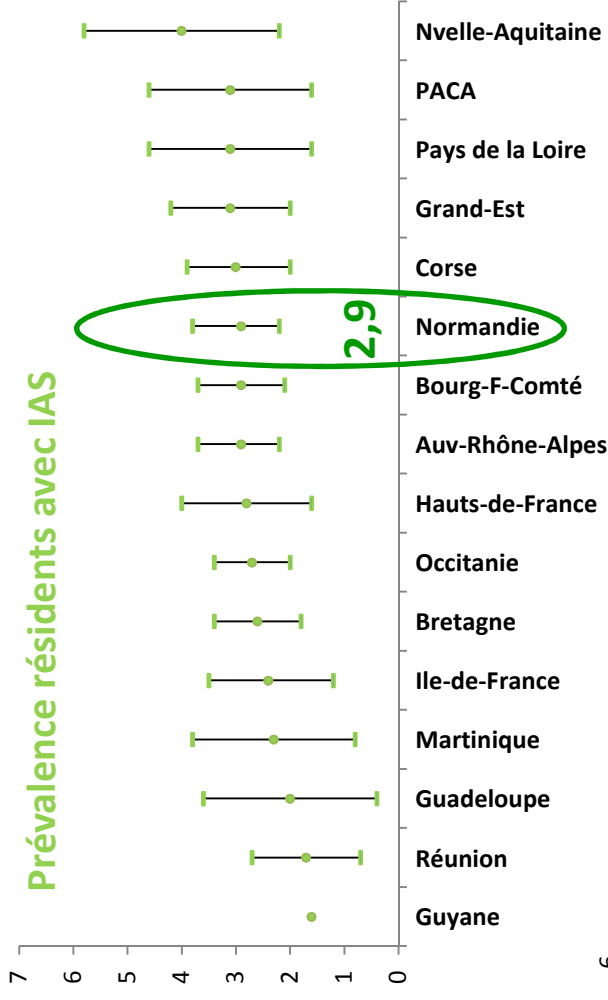 Prévalence résidents avec IAS
7
6
5
4
3
2
1
0
2,9
Nvelle-Aquitaine
PACA
Pays de la Loire
Grand-Est
Corse
Normandie
Bourg-F-Comté
Auv-Rhône-Alpes
Hauts-de-France
Occitanie
Bretagne
Ile-de-France
Martinique
Guadeloupe
Réunion
Guyane
6